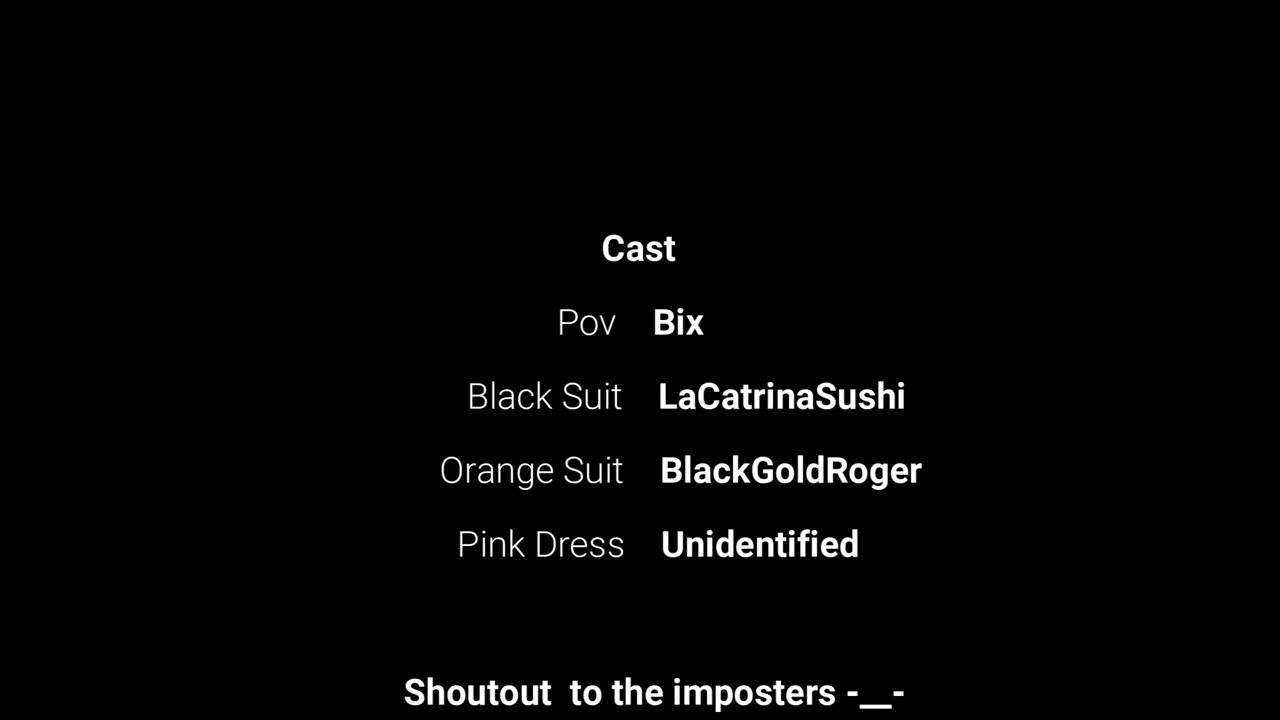 Cast
Pov Bix
Black Suit LaCatrinaSushi
Orange Suit BlackGoldRoger
Pink Dress Unidentified
Shoutout to the imposters -__-